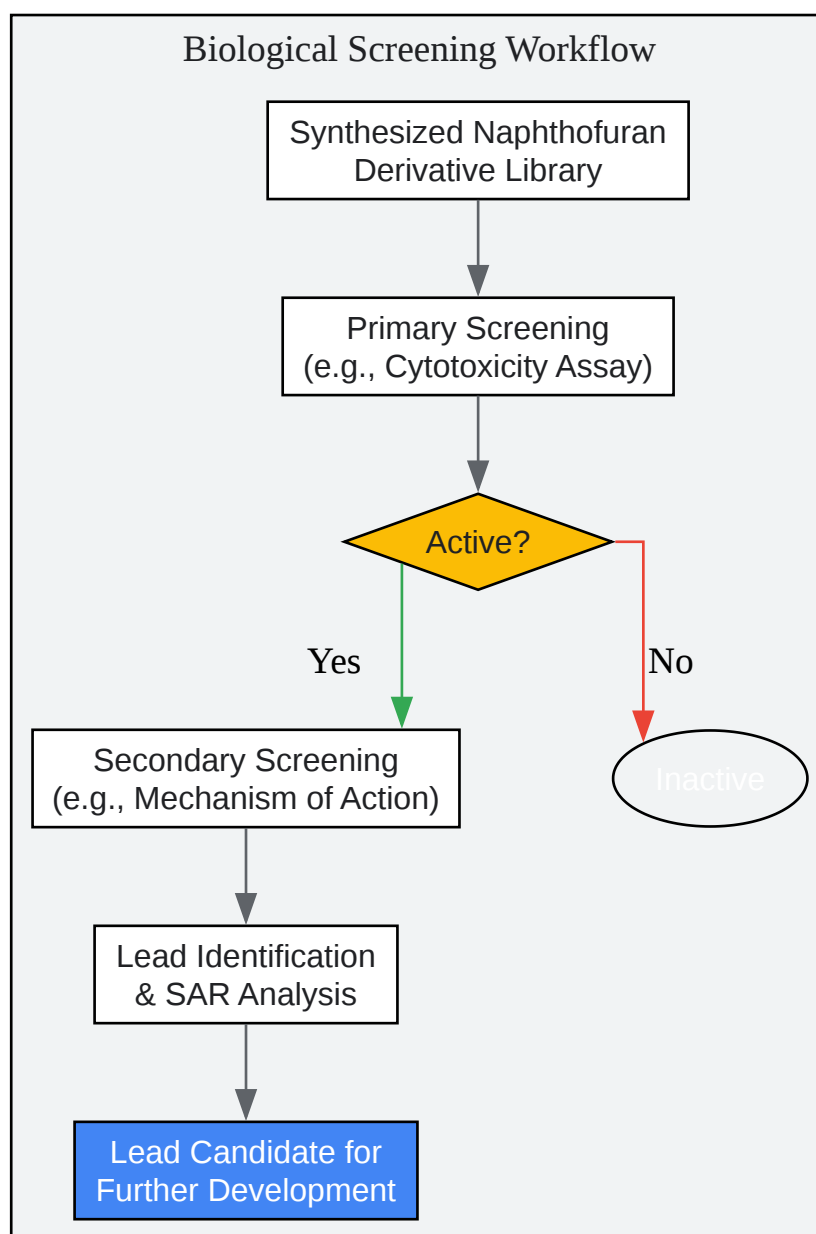 Biological Screening Workflow
Synthesized Naphthofuran
Derivative Library
Primary Screening
(e.g., Cytotoxicity Assay)
Active?
Yes
No
Secondary Screening
(e.g., Mechanism of Action)
Inactive
Lead Identification
& SAR Analysis
Lead Candidate for
Further Development